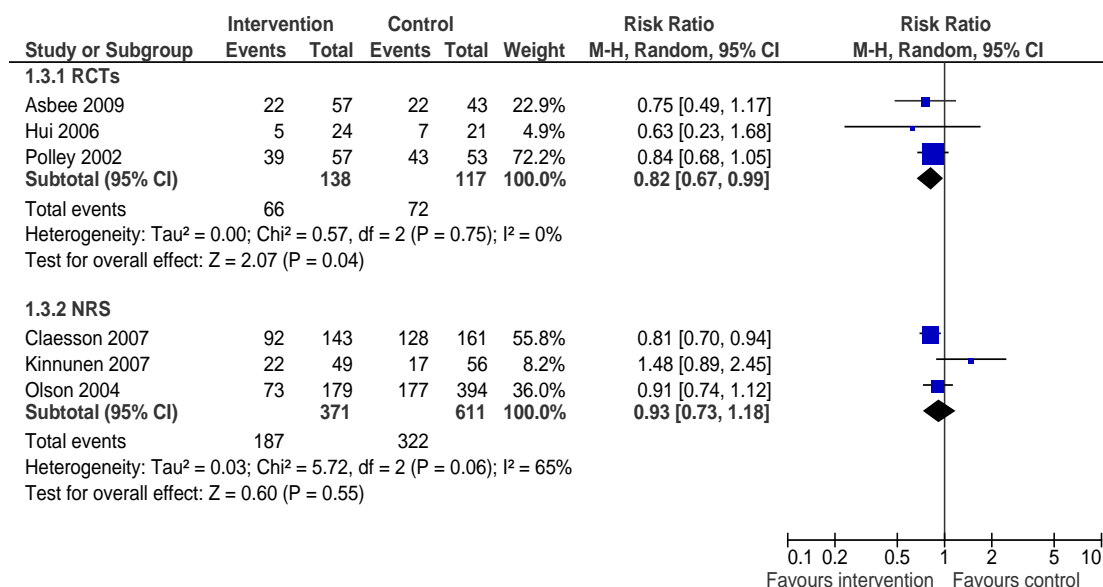 Intervention Control Risk Ratio Risk Ratio
Study or Subgroup Events Total Events Total Weight M-H, Random, 95% CI M-H, Random, 95% CI
1.3.1 RCTs
Asbee 2009 22 57 22 43 22.9% 0.75 [0.49, 1.17]
Hui 2006 5 24 7 21 4.9% 0.63 [0.23, 1.68]
Polley 2002 39 57 43 53 72.2% 0.84 [0.68, 1.05]
Subtotal (95% CI) 138 117 100.0% 0.82 [0.67, 0.99]
Total events 66 72
Heterogeneity: Tau² = 0.00; Chi² = 0.57, df = 2 (P = 0.75); I² = 0%
Test for overall effect: Z = 2.07 (P = 0.04)
1.3.2 NRS
Claesson 2007 92 143 128 161 55.8% 0.81 [0.70, 0.94]
Kinnunen 2007 22 49 17 56 8.2% 1.48 [0.89, 2.45]
Olson 2004 73 179 177 394 36.0% 0.91 [0.74, 1.12]
Subtotal (95% CI) 371 611 100.0% 0.93 [0.73, 1.18]
Total events 187 322
Heterogeneity: Tau² = 0.03; Chi² = 5.72, df = 2 (P = 0.06); I² = 65%
Test for overall effect: Z = 0.60 (P = 0.55)
0.1 0.2 0.5 1 2 5 10
Favours intervention Favours control